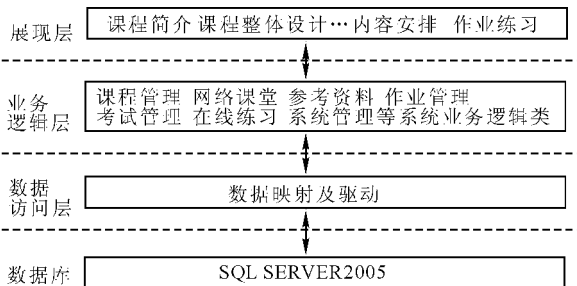 展现层 课程简介 课程整体设计…内容安排 作业练习
业务
逻辑层
课程管理 网络课堂 参考资料 作业管理
考试管理 在线练习 系统管理等系统业务逻辑类
数据
访问层
数据映射及驱动
数据库 SQL SERVER2005